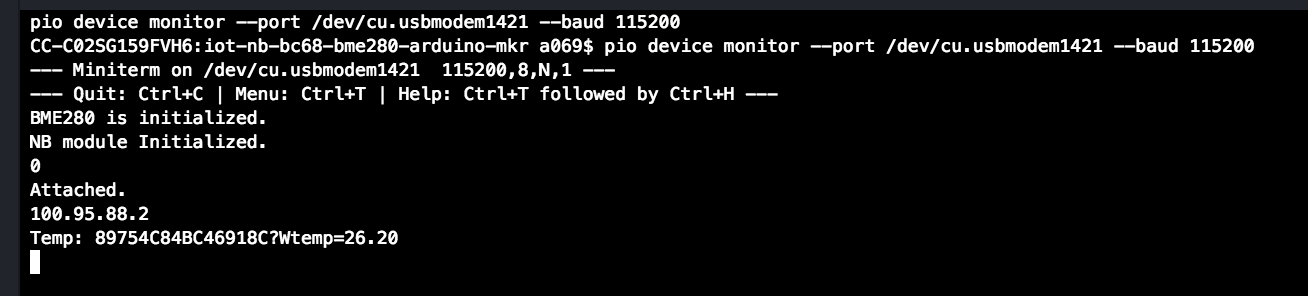 pio device monitor --port /dev/cu.usbmodem1421 --baud 115200
CC-C02SG159FVH6:iot-nb-bc68-bme280-arduino-mkr a069$ pio device monitor --port /dev/cu.usbmodem1421 --baud 115200
--- Miniterm on /dev/cu.usbmodem1421  115200,8,N,1 ---
--- Quit: Ctrl+C | Menu: Ctrl+T | Help: Ctrl+T followed by Ctrl+H ---
BME280 is initialized.
NB module Initialized.
0
Attached.
100.95.88.2
Temp: 89754C84BC46918C?Wtemp=26.20